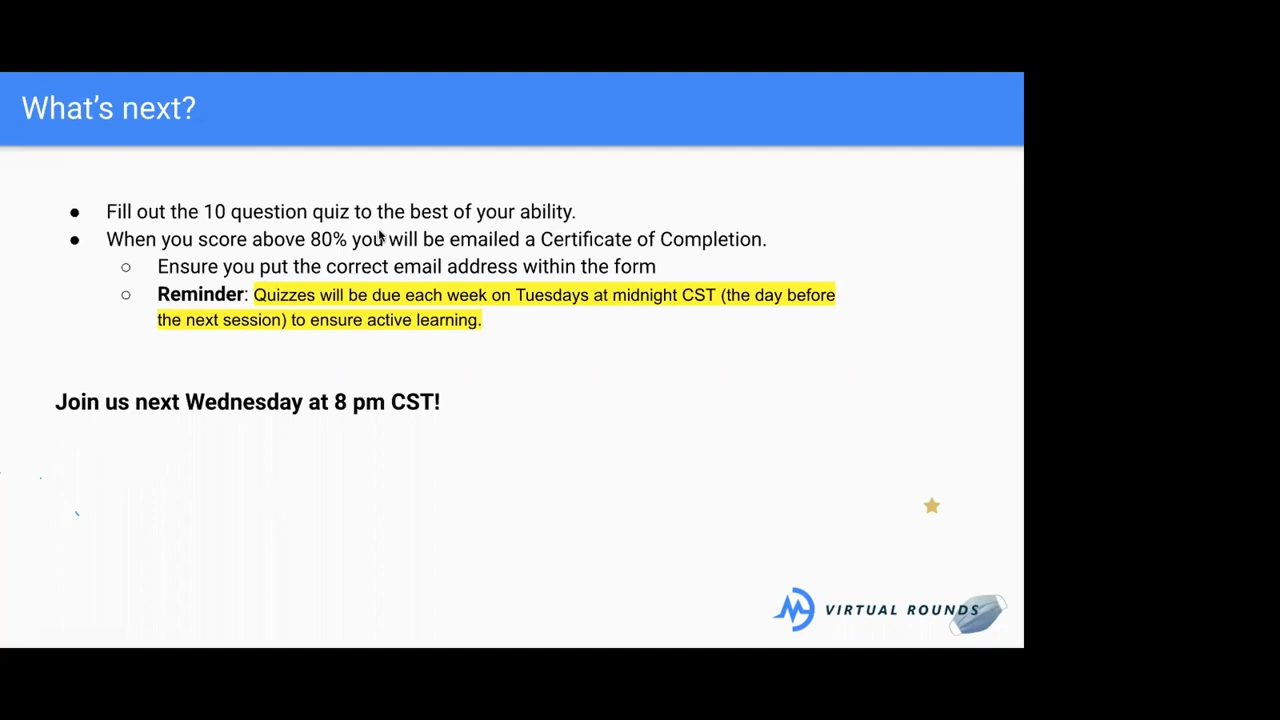 What's next?
● Fill out the 10 question quiz to the best of your ability.
● When you score above 80% you will be emailed a Certificate of Completion.
○ Ensure you put the correct email address within the form
○ Reminder: Quizzes will be due each week on Tuesdays at midnight CST (the day before
the next session) to ensure active learning.
Join us next Wednesday at 8 pm CST!
VIRTUAL ROUNDS